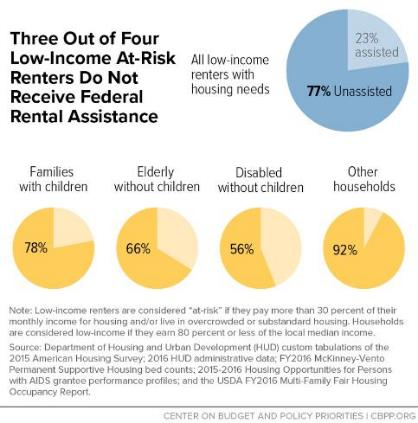 Three Out of Four
Low-Income At-Risk
Renters Do Not
Receive Federal
Rental Assistance
All low-income
renters with
housing needs
23%
assisted
77% Unassisted
Families
with children
Elderly
without children
Disabled
without children
Other
households
78%
66%
56%
92%
Note: Low-income renters are considered “at-risk” if they pay more than 30 percent of their
monthly income for housing and/or live in overcrowded or substandard housing. Households
are considered low-income if they earn 80 percent or less of the local median income.
Source: Department of Housing and Urban Development (HUD) custom tabulations of the
2015 American Housing Survey; 2016 HUD administrative data; FY2016 McKinney-Vento
Permanent Supportive Housing bed counts; 2015-2016 Housing Opportunities for Persons
with AIDS grantee performance profiles; and the USDA FY2016 Multi-Family Fair Housing
Occupancy Report.
CENTER ON BUDGET AND POLICY PRIORITIES I CBPP.ORG